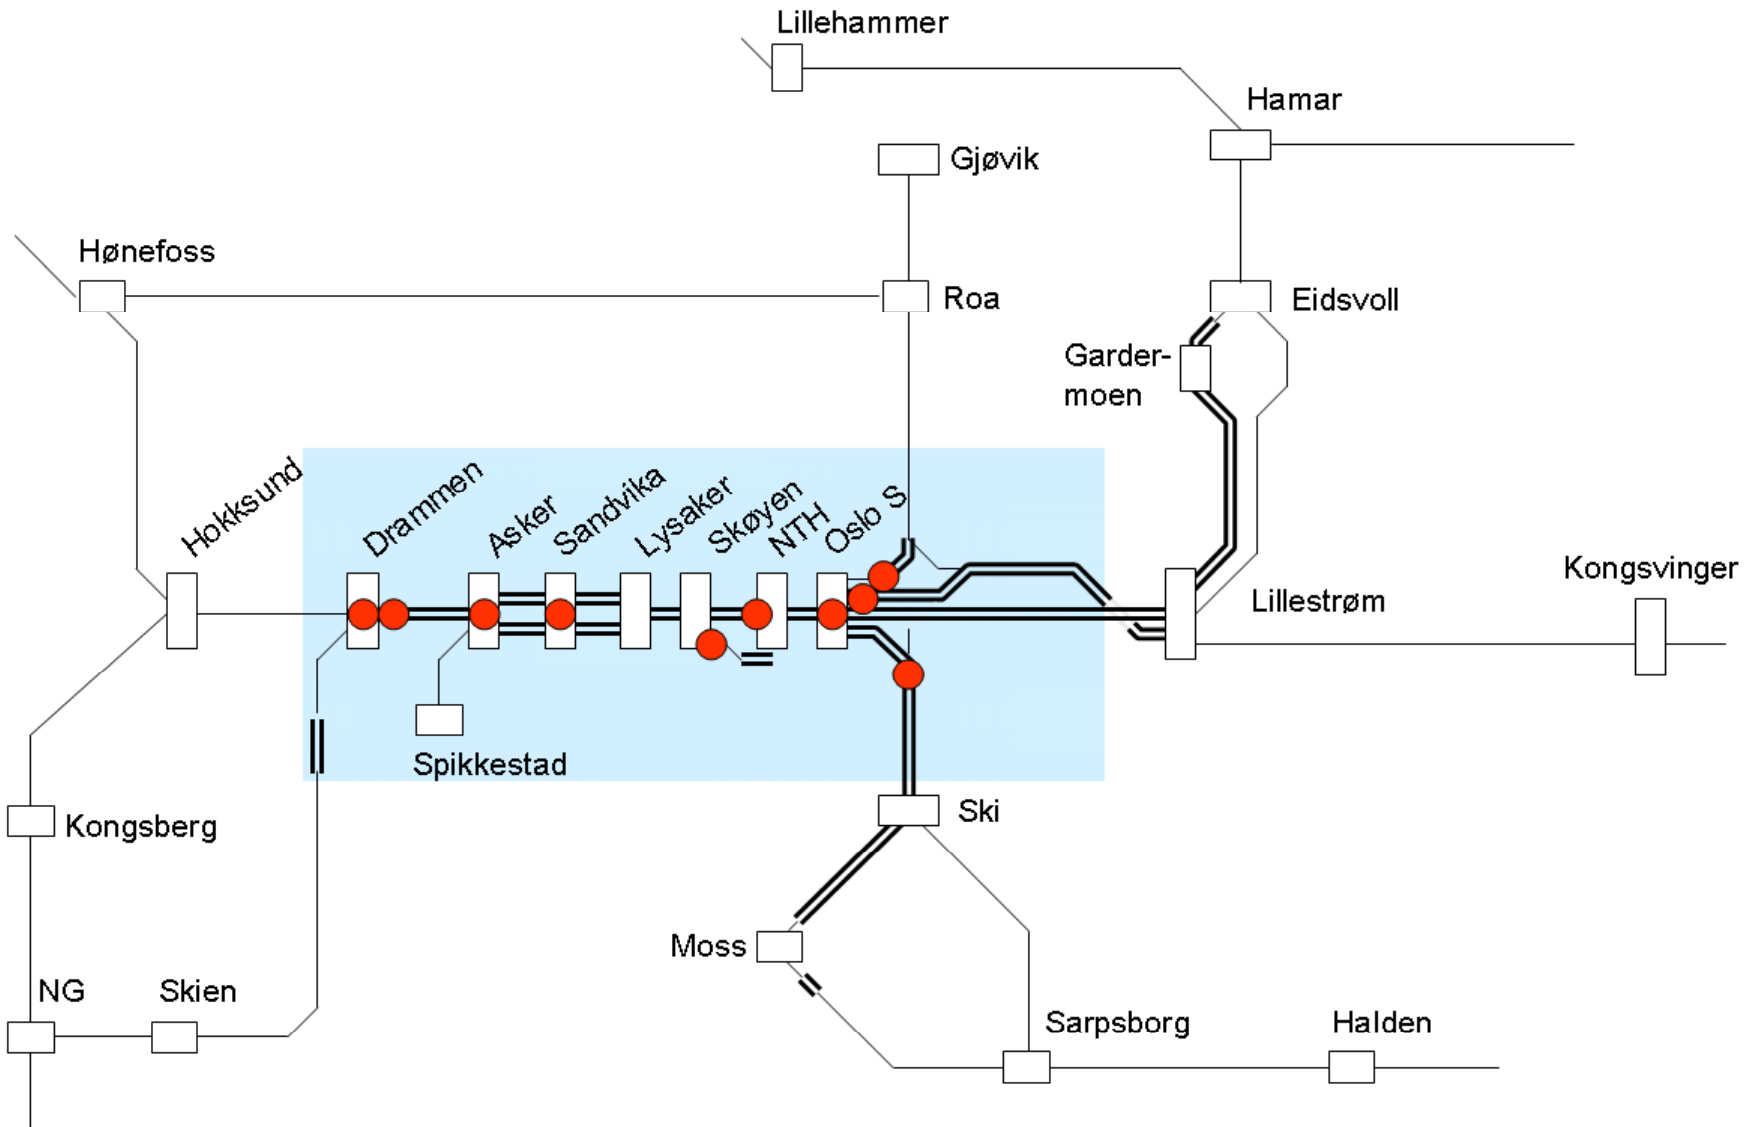 Lillehammer
Hamar
Gjøvik
Hønefoss
Roa
Eidsvoll
Garder-
moen
Hokksund
Drammen
Asker
Sandvika
Lysaker
Skøyen
NTH
Oslo S
Kongsvinger
Lillestrøm
Spikkestad
Ski
Kongsberg
Moss
NG
Skien
Sarpsborg
Halden